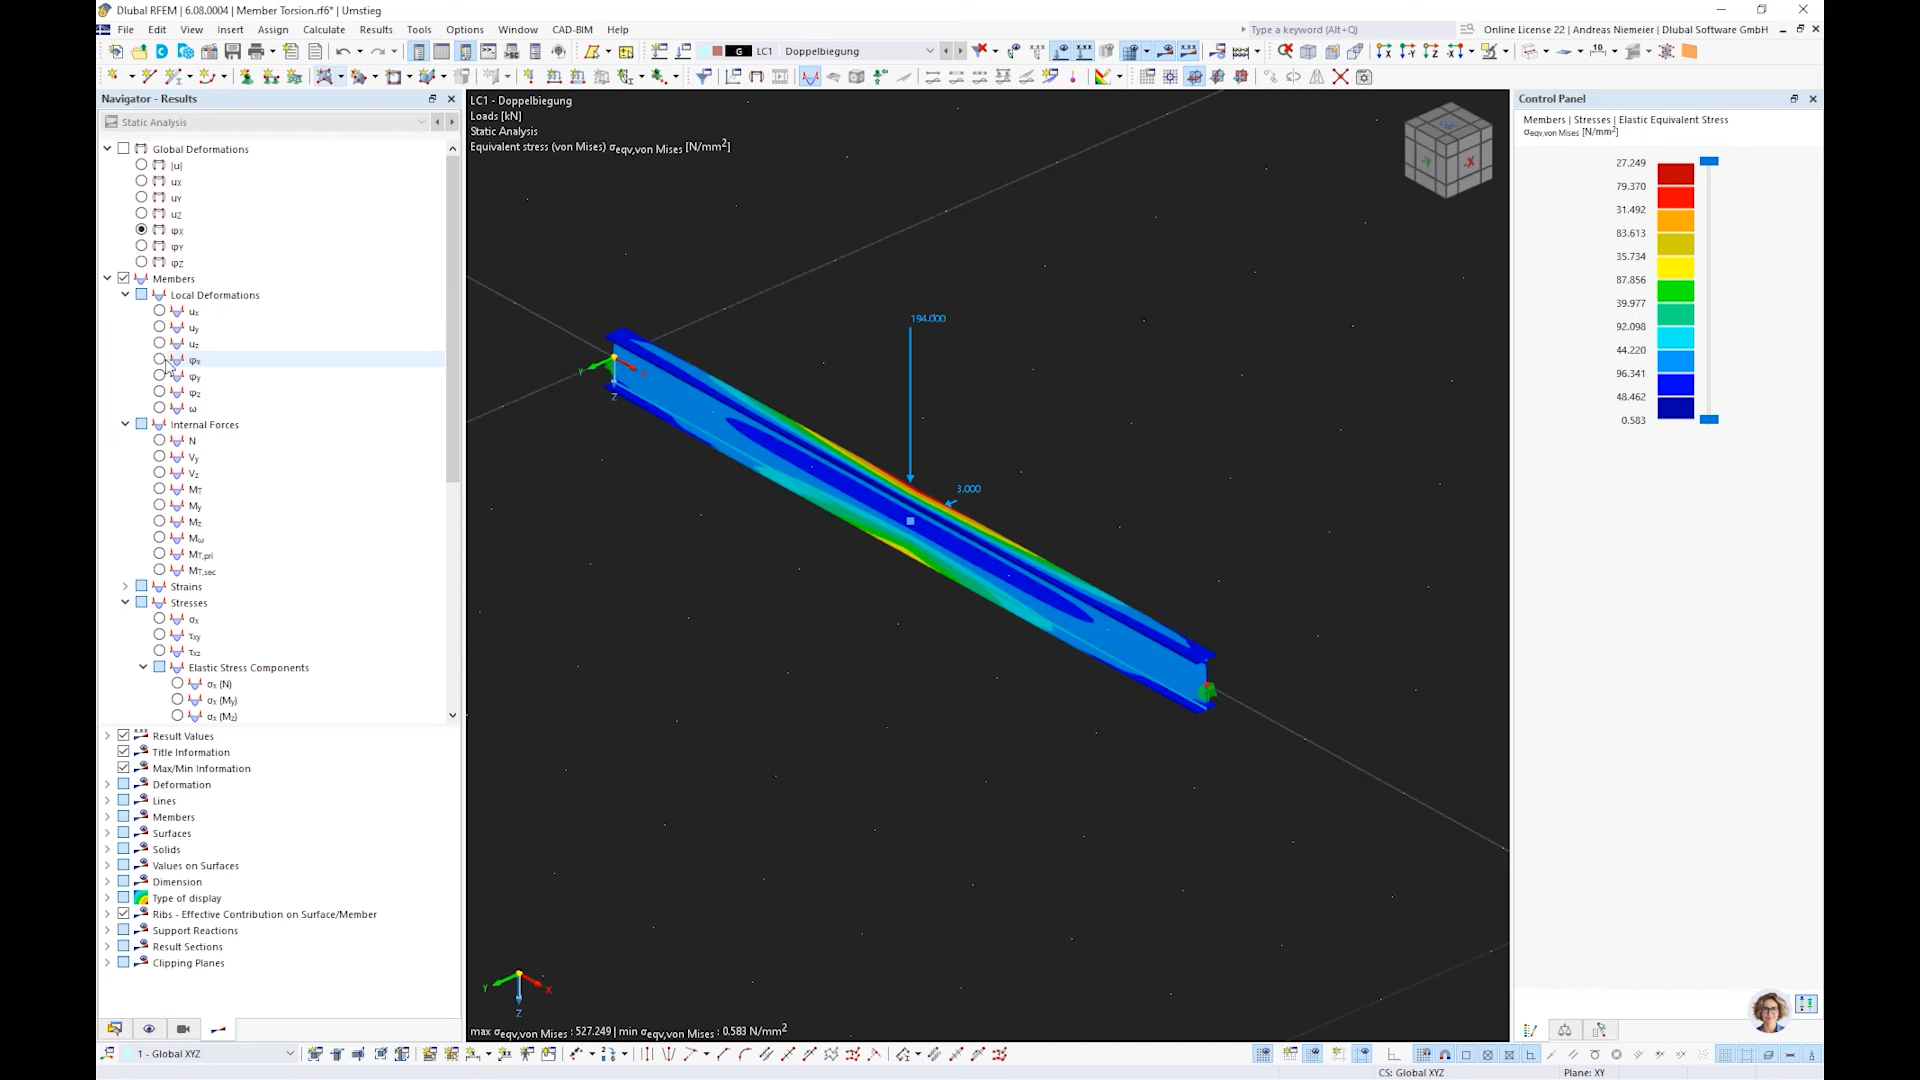 Dlubal RFEM | 6.08.0004 | Member Torsion.rf6* | Umstieg
File Edit View Insert Assign Calculate Results Tools Options Window CAD-BIM Help
Type a keyword (Alt+Q)
Online License 22 | Andreas Niemeier | Dlubal Software GmbH
G LC1 Doppelbiegung
Navigator - Results
Static Analysis
Global Deformations
|u|
uX
uY
uZ
φX
φY
φZ
Members
Local Deformations
ux
uy
uz
φx
φy
φz
ω
Internal Forces
N
Vy
Vz
MT
My
Mz
Mω
MT,pri
MT,sec
Strains
Stresses
σx
τxy
τxz
Elastic Stress Components
σx (N)
σx (My)
σx (Mz)
Result Values
Title Information
Max/Min Information
Deformation
Lines
Members
Surfaces
Solids
Values on Surfaces
Dimension
Type of display
Ribs - Effective Contribution on Surface/Member
Support Reactions
Result Sections
Clipping Planes
LC1 - Doppelbiegung
Loads [kN]
Static Analysis
Equivalent stress (von Mises) σeqv,von Mises [N/mm²]
194.000
3.000
Y
X
Z
-Y
-X
Y
X
Z
max σeqv,von Mises : 527.249 | min σeqv,von Mises : 0.583 N/mm²
Control Panel
Members | Stresses | Elastic Equivalent Stress
σeqv,von Mises [N/mm²]
27.249
79.370
31.492
83.613
35.734
87.856
39.977
92.098
44.220
96.341
48.462
0.583
1 - Global XYZ
CS: Global XYZ
Plane: XY